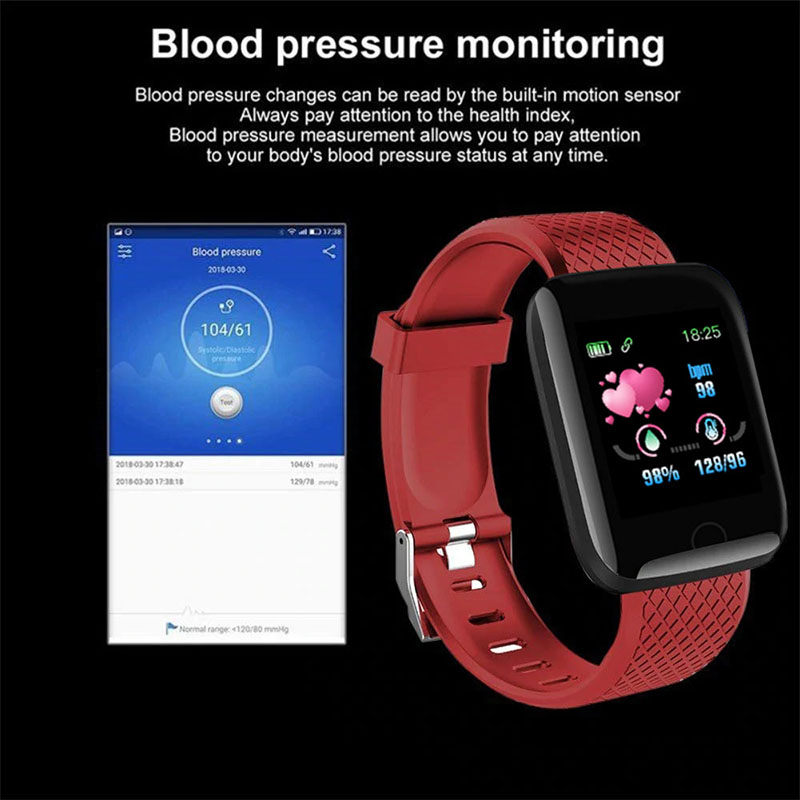 Blood pressure monitoring
Blood pressure changes can be read by the built-in motion sensor
Always pay attention to the health index,
Blood pressure measurement allows you to pay attention
to your body's blood pressure status at any time.
17:38
Blood pressure
2018-03-30
104/61
Systolic/Diastolic
pressure
Test
2018-03-30 17:38:47 104/61 mmHg
2018-03-30 17:38:18 129/78 mmHg
Normal range: <120/80 mmHg
18:25
bpm
98
98% 128/96